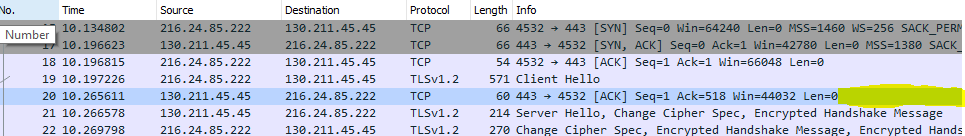 No. Time Source Destination Protocol Length Info
10.134802 216.24.85.222 130.211.45.45 TCP 66 4532 → 443 [SYN] Seq=0 Win=64240 Len=0 MSS=1460 WS=256 SACK_PERM
Number
17 10.196623 130.211.45.45 216.24.85.222 TCP 66 443 → 4532 [SYN, ACK] Seq=0 Ack=1 Win=42780 Len=0 MSS=1380 SACK_
18 10.196815 216.24.85.222 130.211.45.45 TCP 54 4532 → 443 [ACK] Seq=1 Ack=1 Win=66048 Len=0
19 10.197226 216.24.85.222 130.211.45.45 TLSv1.2 571 Client Hello
20 10.265611 130.211.45.45 216.24.85.222 TCP 60 443 → 4532 [ACK] Seq=1 Ack=518 Win=44032 Len=0
21 10.266578 130.211.45.45 216.24.85.222 TLSv1.2 214 Server Hello, Change Cipher Spec, Encrypted Handshake Message
22 10.269798 216.24.85.222 130.211.45.45 TLSv1.2 270 Change Cipher Spec, Encrypted Handshake Message, Encrypted Hand